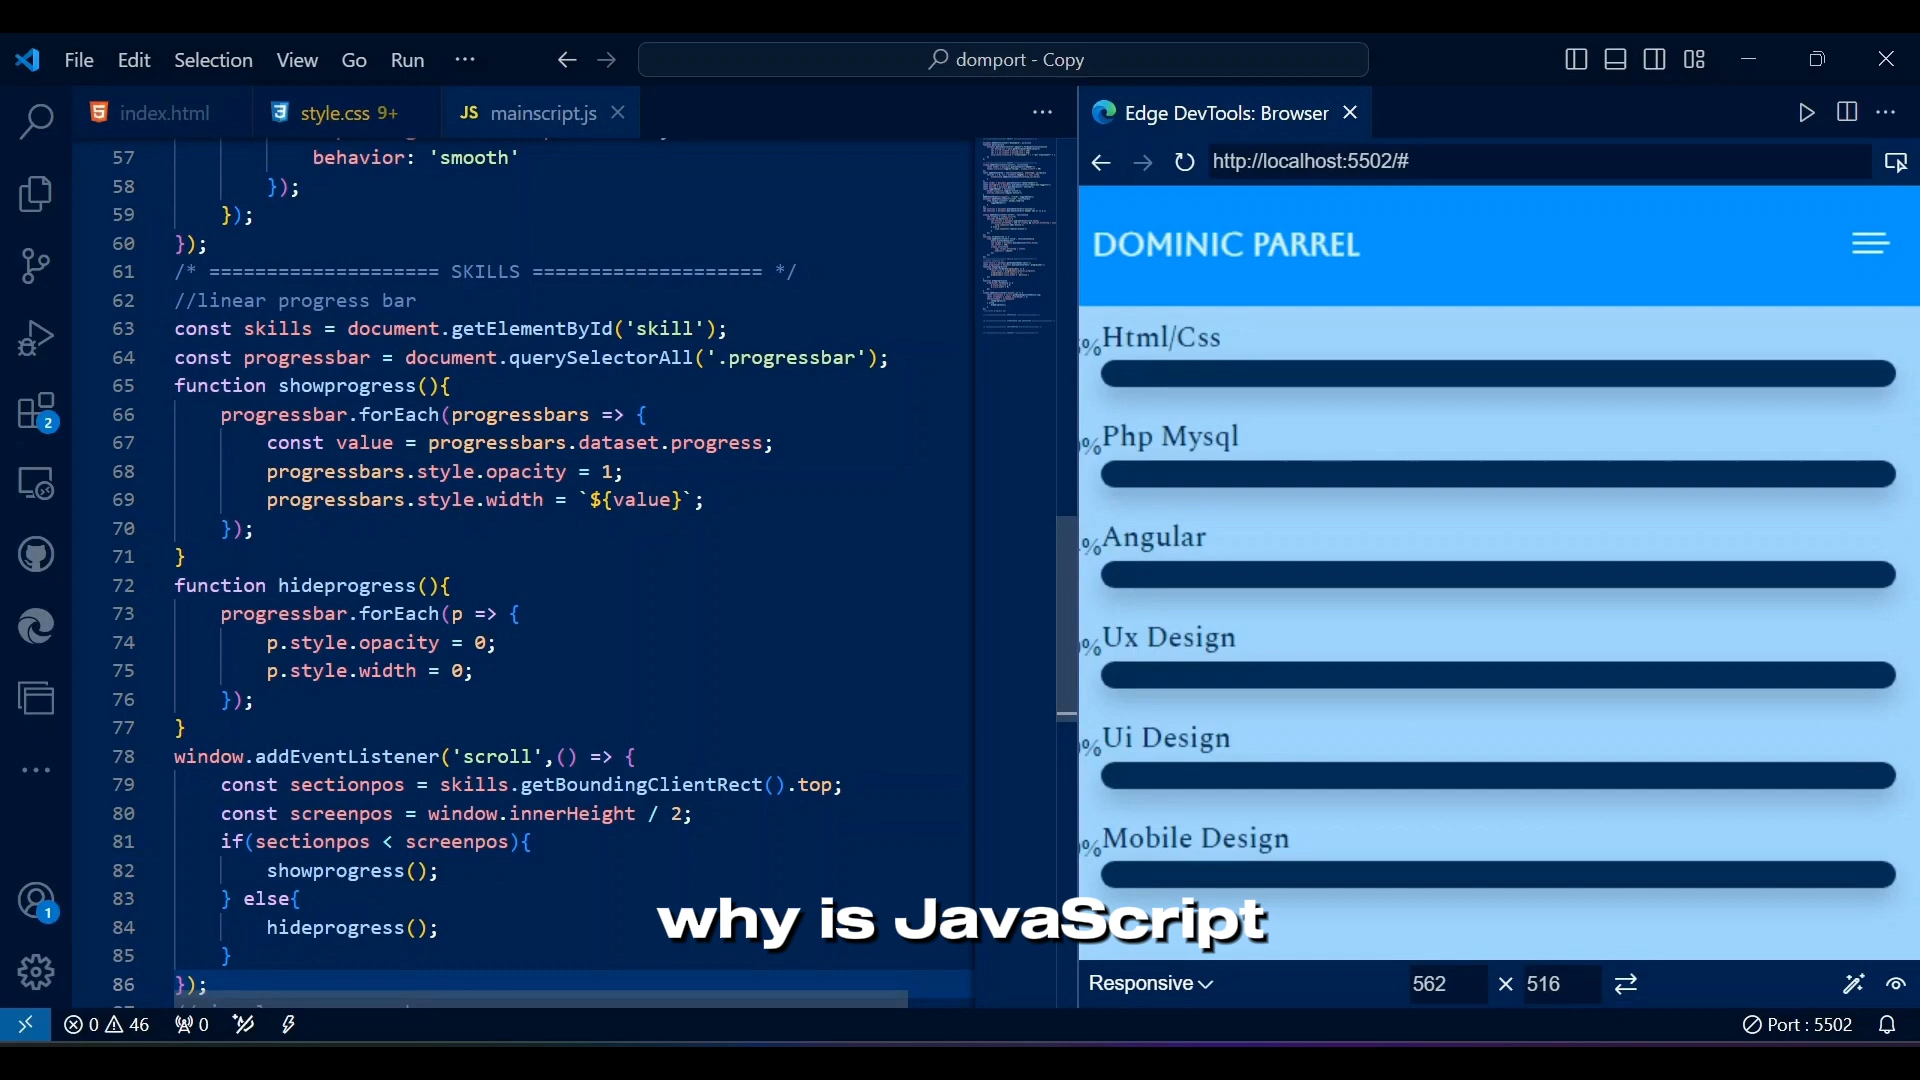 File Edit Selection View Go Run ··· domport - Copy
index.html style.css 9+ JS mainscript.js
Edge DevTools: Browser
http://localhost:5502/#
57 behavior: 'smooth'
58 });
59 });
60 });
61 /* ==================== SKILLS ==================== */
62 //linear progress bar
63 const skills = document.getElementById('skill');
64 const progressbar = document.querySelectorAll('.progressbar');
65 function showprogress(){
66 progressbar.forEach(progressbars => {
67 const value = progressbars.dataset.progress;
68 progressbars.style.opacity = 1;
69 progressbars.style.width = `${value}`;
70 });
71 }
72 function hideprogress(){
73 progressbar.forEach(p => {
74 p.style.opacity = 0;
75 p.style.width = 0;
76 });
77 }
78 window.addEventListener('scroll',() => {
79 const sectionpos = skills.getBoundingClientRect().top;
80 const screenpos = window.innerHeight / 2;
81 if(sectionpos < screenpos){
82 showprogress();
83 } else{
84 hideprogress();
85 }
86 });
DOMINIC PARREL
%Html/Css
%Php Mysql
%Angular
%Ux Design
%Ui Design
%Mobile Design
why is JavaScript
Responsive 562 × 516
2
1
0 46 0
Port : 5502